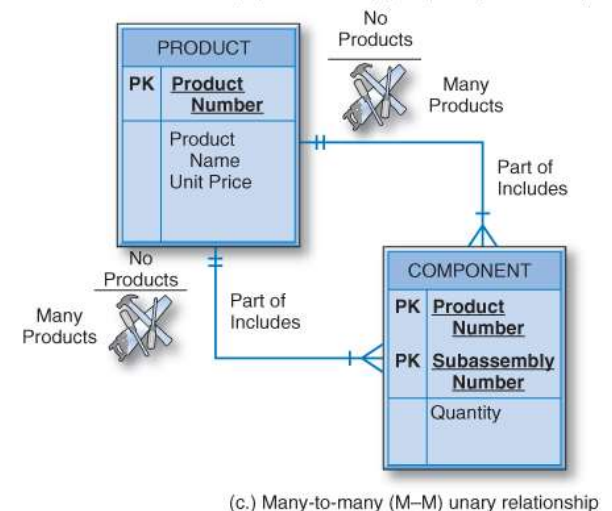 No
Products
PRODUCT
PK Product
Number
Product
Name
Unit Price
Many
Products
Part of
Includes
No
Products
Many
Products
Part of
Includes
COMPONENT
PK Product
Number
PK Subassembly
Number
Quantity
(c.) Many-to-many (M–M) unary relationship